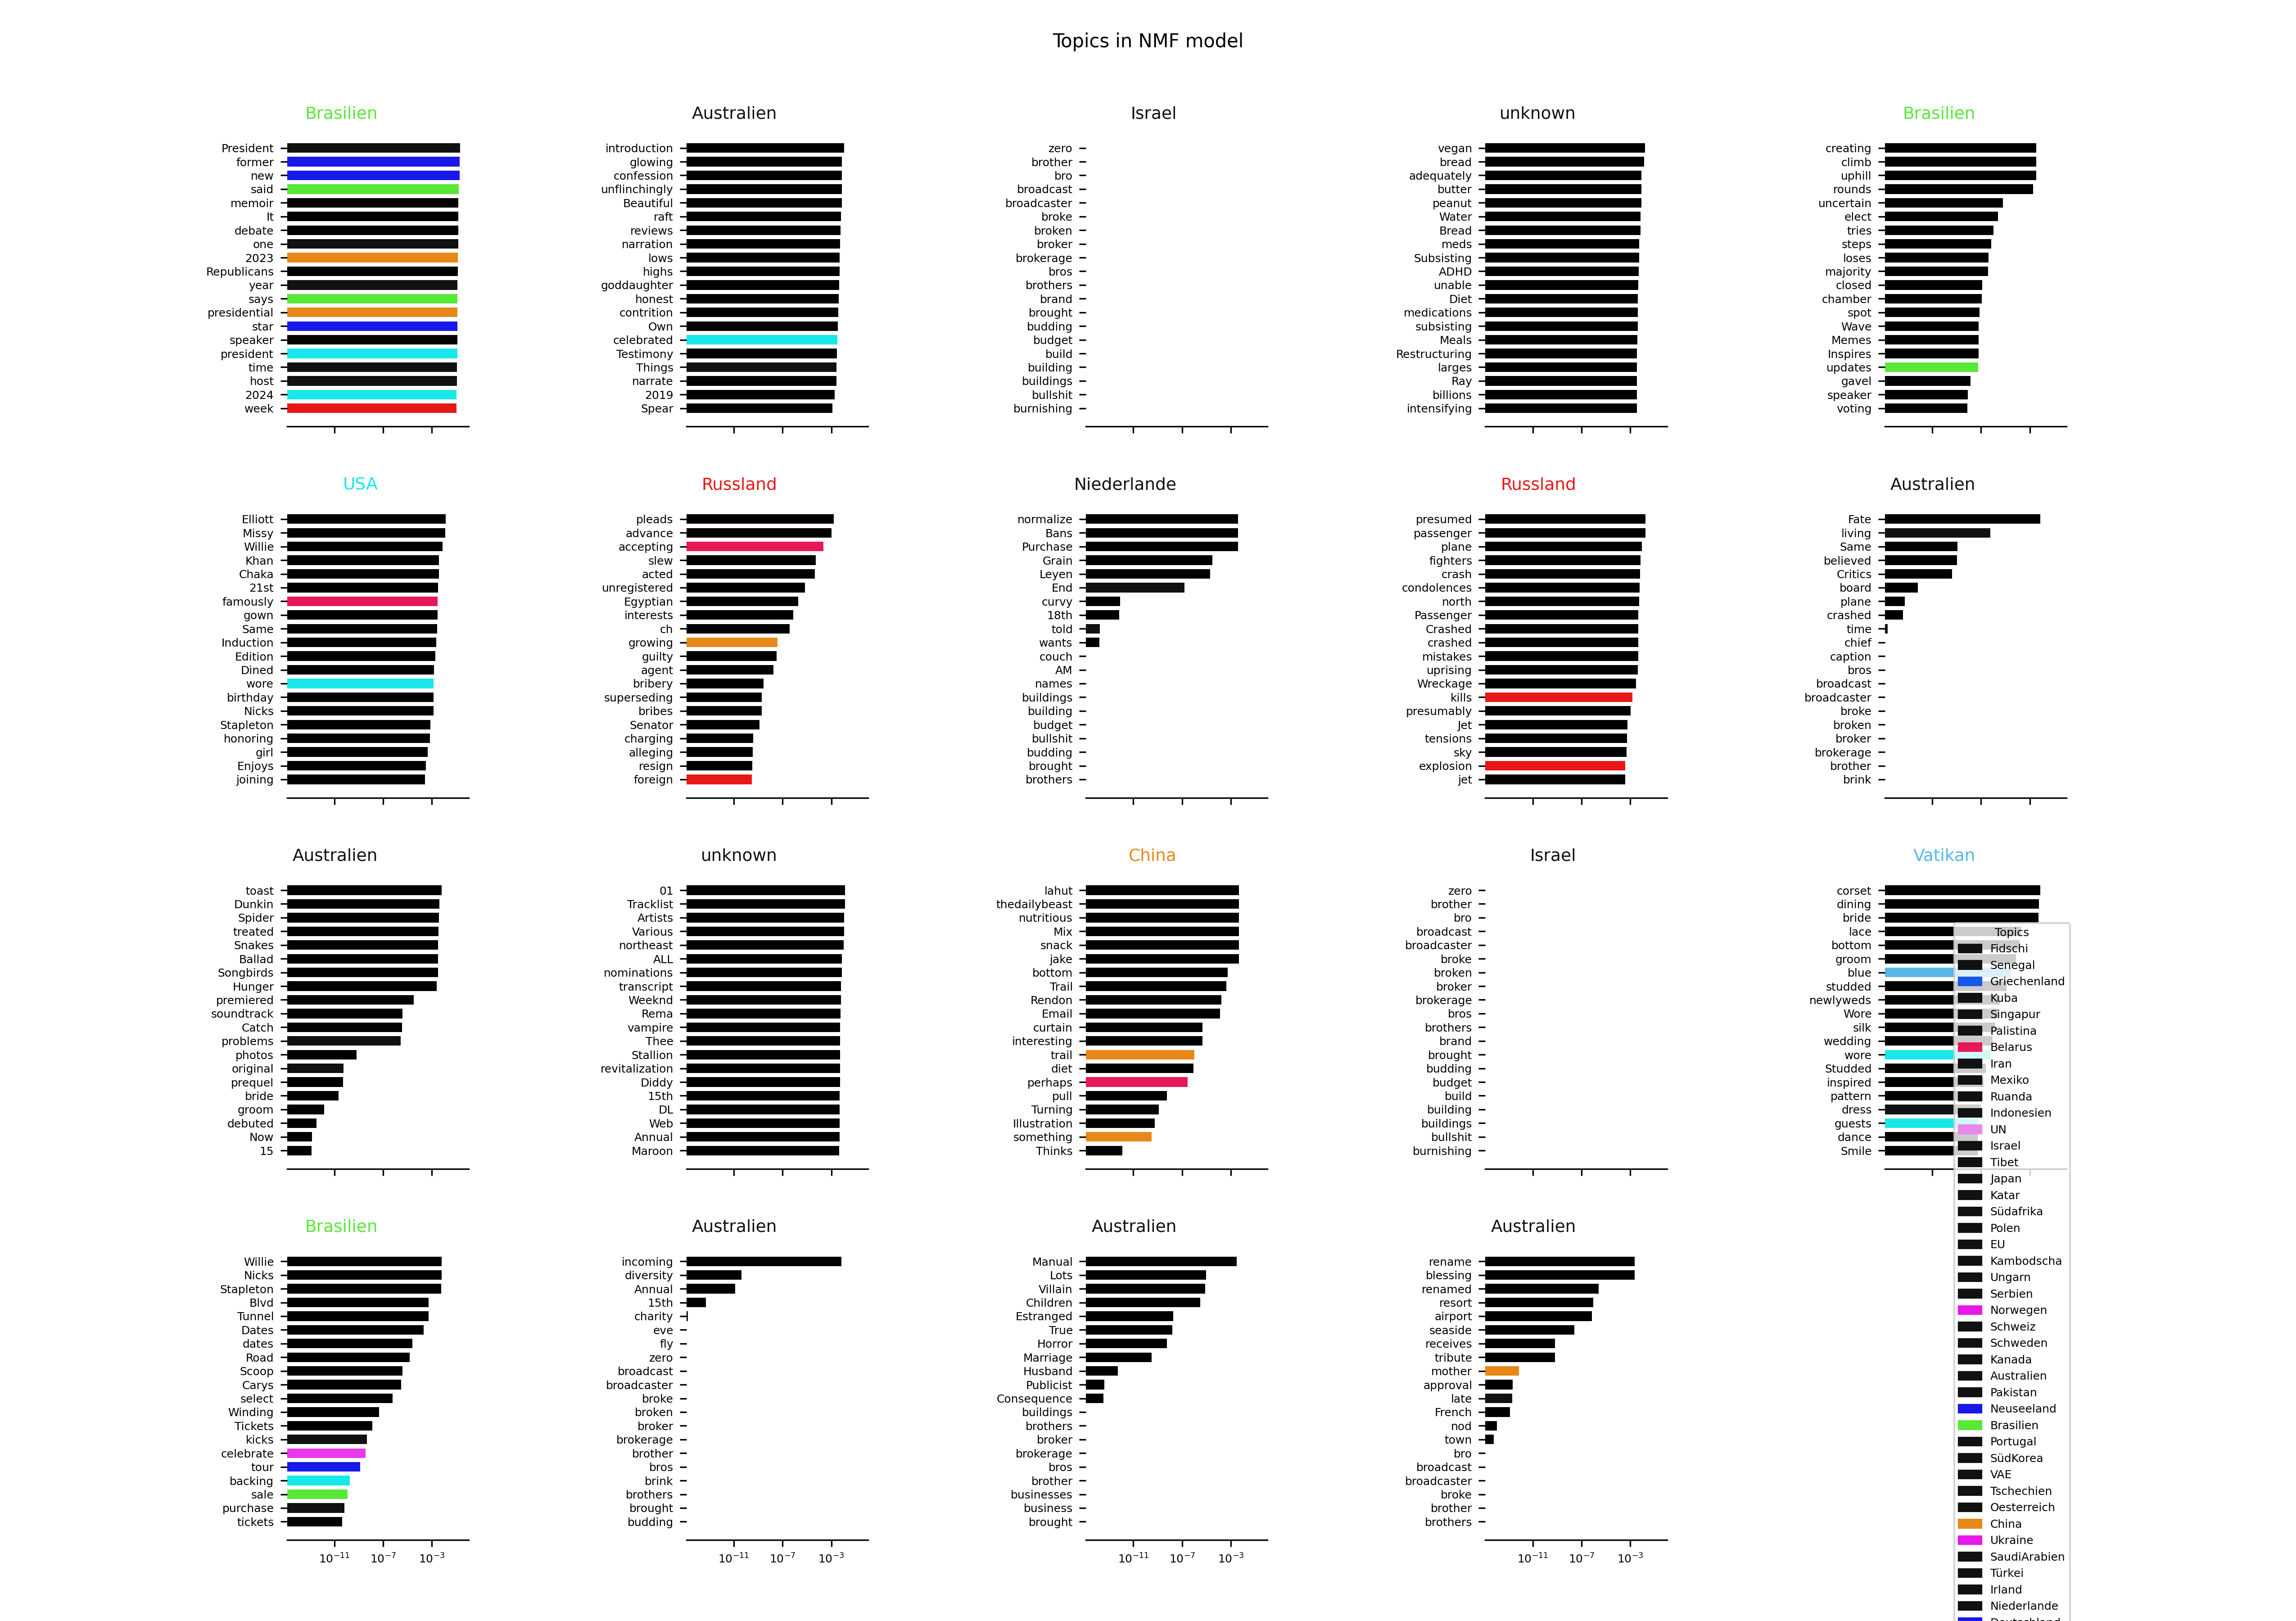 Topics in NMF model
Brasilien
President
former
new
said
memoir
It
debate
one
2023
Republicans
year
says
presidential
star
speaker
president
time
host
2024
week
Australien
introduction
glowing
confession
unflinchingly
Beautiful
raft
reviews
narration
lows
highs
goddaughter
honest
contrition
Own
celebrated
Testimony
Things
narrate
2019
Spear
Israel
zero
brother
bro
broadcast
broadcaster
broke
broken
broker
brokerage
bros
brothers
brand
brought
budding
budget
build
building
buildings
bullshit
burnishing
unknown
vegan
bread
adequately
butter
peanut
Water
Bread
meds
Subsisting
ADHD
unable
Diet
medications
subsisting
Meals
Restructuring
larges
Ray
billions
intensifying
Brasilien
creating
climb
uphill
rounds
uncertain
elect
tries
steps
loses
majority
closed
chamber
spot
Wave
Memes
Inspires
updates
gavel
speaker
voting
USA
Elliott
Missy
Willie
Khan
Chaka
21st
famously
gown
Same
Induction
Edition
Dined
wore
birthday
Nicks
Stapleton
honoring
girl
Enjoys
joining
Russland
pleads
advance
accepting
slew
acted
unregistered
Egyptian
interests
ch
growing
guilty
agent
bribery
superseding
bribes
Senator
charging
alleging
resign
foreign
Niederlande
normalize
Bans
Purchase
Grain
Leyen
End
curvy
18th
told
wants
couch
AM
names
buildings
building
budget
bullshit
budding
brought
brothers
Russland
presumed
passenger
plane
fighters
crash
condolences
north
Passenger
Crashed
crashed
mistakes
uprising
Wreckage
kills
presumably
Jet
tensions
sky
explosion
jet
Australien
Fate
living
Same
believed
Critics
board
plane
crashed
time
chief
caption
bros
broadcast
broadcaster
broke
broken
broker
brokerage
brother
brink
Australien
toast
Dunkin
Spider
treated
Snakes
Ballad
Songbirds
Hunger
premiered
soundtrack
Catch
problems
photos
original
prequel
bride
groom
debuted
Now
15
unknown
01
Tracklist
Artists
Various
northeast
ALL
nominations
transcript
Weeknd
Rema
vampire
Thee
Stallion
revitalization
Diddy
15th
DL
Web
Annual
Maroon
China
lahut
thedailybeast
nutritious
Mix
snack
jake
bottom
Trail
Rendon
Email
curtain
interesting
trail
diet
perhaps
pull
Turning
Illustration
something
Thinks
Israel
zero
brother
bro
broadcast
broadcaster
broke
broken
broker
brokerage
bros
brothers
brand
brought
budding
budget
build
building
buildings
bullshit
burnishing
Vatikan
corset
dining
bride
lace
bottom
groom
blue
studded
newlyweds
Wore
silk
wedding
wore
Studded
inspired
pattern
dress
guests
dance
Smile
Brasilien
Willie
Nicks
Stapleton
Blvd
Tunnel
Dates
dates
Road
Scoop
Carys
select
Winding
Tickets
kicks
celebrate
tour
backing
sale
purchase
tickets
10⁻¹¹ 10⁻⁷ 10⁻³
Australien
incoming
diversity
Annual
15th
charity
eve
fly
zero
broadcast
broadcaster
broke
broken
broker
brokerage
brother
bros
brink
brothers
brought
budding
10⁻¹¹ 10⁻⁷ 10⁻³
Australien
Manual
Lots
Villain
Children
Estranged
True
Horror
Marriage
Husband
Publicist
Consequence
buildings
brothers
broker
brokerage
bros
brother
businesses
business
brought
10⁻¹¹ 10⁻⁷ 10⁻³
Australien
rename
blessing
renamed
resort
airport
seaside
receives
tribute
mother
approval
late
French
nod
town
bro
broadcast
broadcaster
broke
brother
brothers
10⁻¹¹ 10⁻⁷ 10⁻³
Topics
Fidschi
Senegal
Griechenland
Kuba
Singapur
Palistina
Belarus
Iran
Mexiko
Ruanda
Indonesien
UN
Israel
Tibet
Japan
Katar
Südafrika
Polen
EU
Kambodscha
Ungarn
Serbien
Norwegen
Schweiz
Schweden
Kanada
Australien
Pakistan
Neuseeland
Brasilien
Portugal
SüdKorea
VAE
Tschechien
Oesterreich
China
Ukraine
SaudiArabien
Türkei
Irland
Niederlande